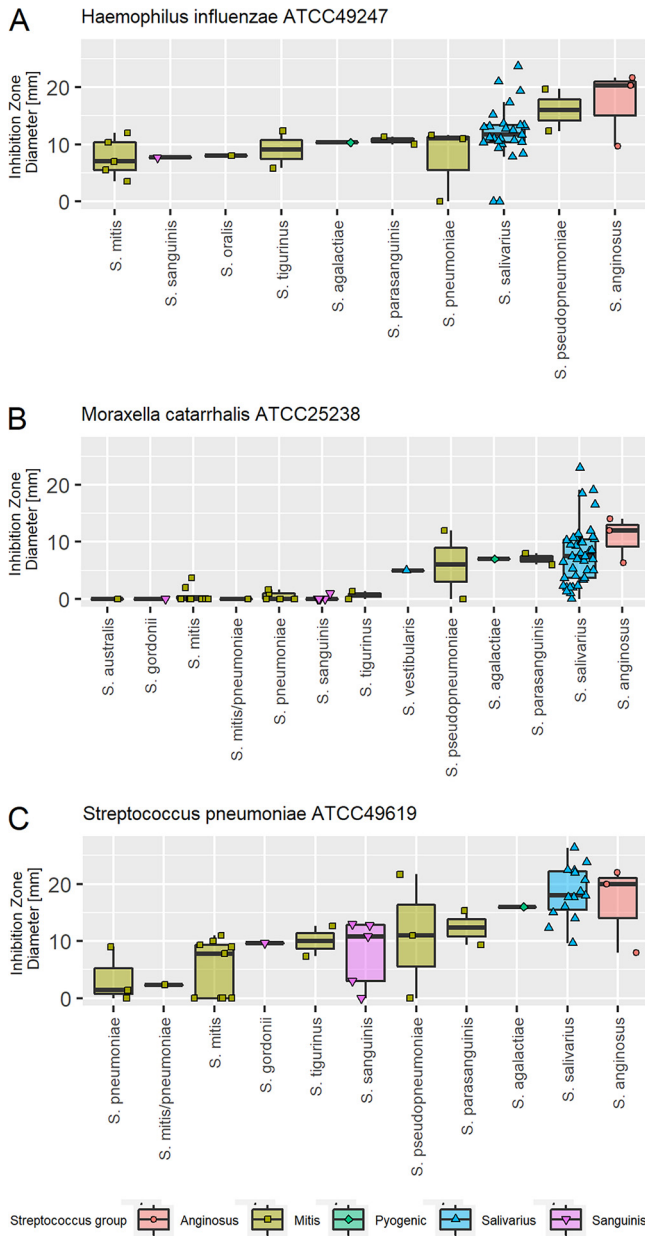 A
Haemophilus influenzae ATCC49247
Inhibition Zone
Diameter [mm]
20
10
0
S. mitis
S. sanguinis
S. oralis
S. tigurinus
S. agalactiae
S. parasanguinis
S. pneumoniae
S. salivarius
S. pseudopneumoniae
S. anginosus
B
Moraxella catarrhalis ATCC25238
Inhibition Zone
Diameter [mm]
20
10
0
S. australis
S. gordonii
S. mitis
S. mitis/pneumoniae
S. pneumoniae
S. sanguinis
S. tigurinus
S. vestibularis
S. pseudopneumoniae
S. agalactiae
S. parasanguinis
S. salivarius
S. anginosus
C
Streptococcus pneumoniae ATCC49619
Inhibition Zone
Diameter [mm]
20
10
0
S. pneumoniae
S. mitis/pneumoniae
S. mitis
S. gordonii
S. tigurinus
S. sanguinis
S. pseudopneumoniae
S. parasanguinis
S. agalactiae
S. salivarius
S. anginosus
Streptococcus group Anginosus Mitis Pyogenic Salivarius Sanguinis